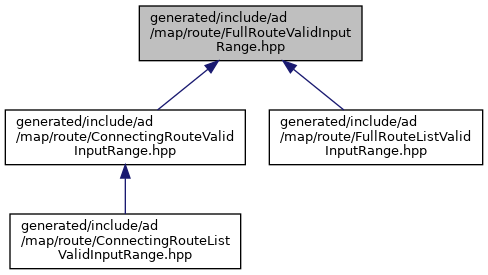 generated/include/ad
/map/route/FullRouteValidInput
Range.hpp
generated/include/ad
/map/route/ConnectingRouteValid
InputRange.hpp
generated/include/ad
/map/route/FullRouteListValid
InputRange.hpp
generated/include/ad
/map/route/ConnectingRouteList
ValidInputRange.hpp